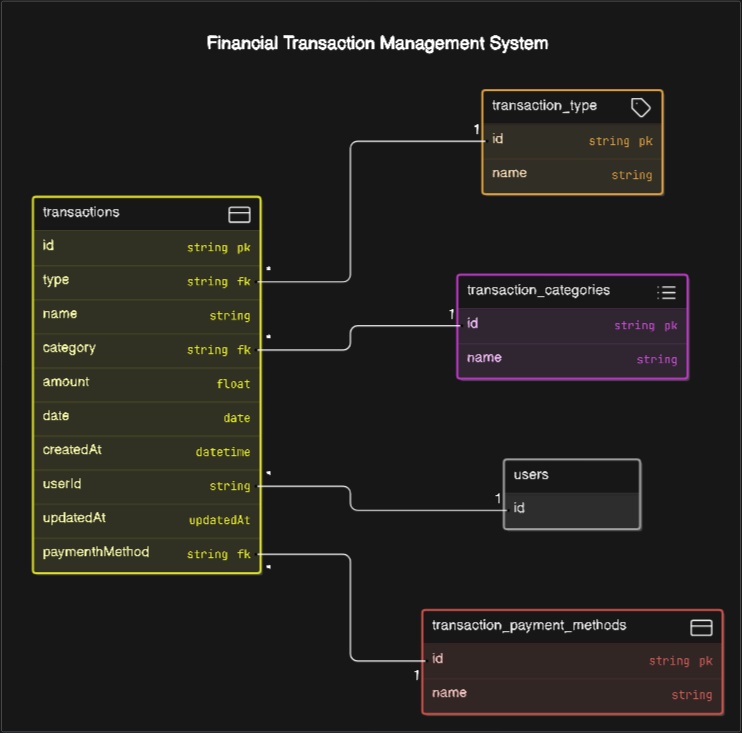 Financial Transaction Management System
transaction_type
1
id string pk
name string
transactions
id string pk
type string fk *
name string
category string fk *
amount float
date date
createdAt datetime
userId string *
updatedAt updatedAt
paymenthMethod string fk *
transaction_categories
1
id string pk
name string
users
1
id
transaction_payment_methods
id string pk
1
name string